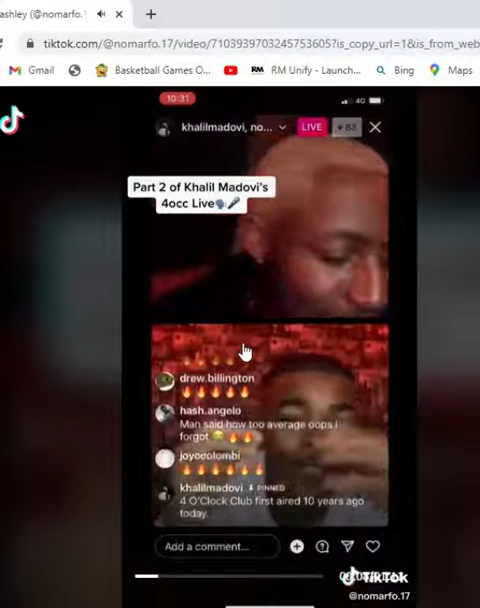 ashley (@nomarfo.1
tiktok.com/@nomarfo.17/video/7103939703245753605?is_copy_url=1&is_from_web
Gmail
Basketball Games O...
RM
RM Unify - Launch...
Bing
Maps
10:31
4G
khalilmadovi, no...
LIVE
83
Part 2 of Khalil Madovi's
4occ Live🗣🎤
🔥🔥🔥🔥🔥
drew.billington
🔥🔥🔥🔥🔥
hash.angelo
Man said how too average oops i
forgot 😭🔥🔥
🔥🔥🔥🔥🔥🔥
khalilmadovi PINNED
4 O'Clock Club first aired 10 years ago
today.
Add a comment...
TikTok
@nomarfo.17